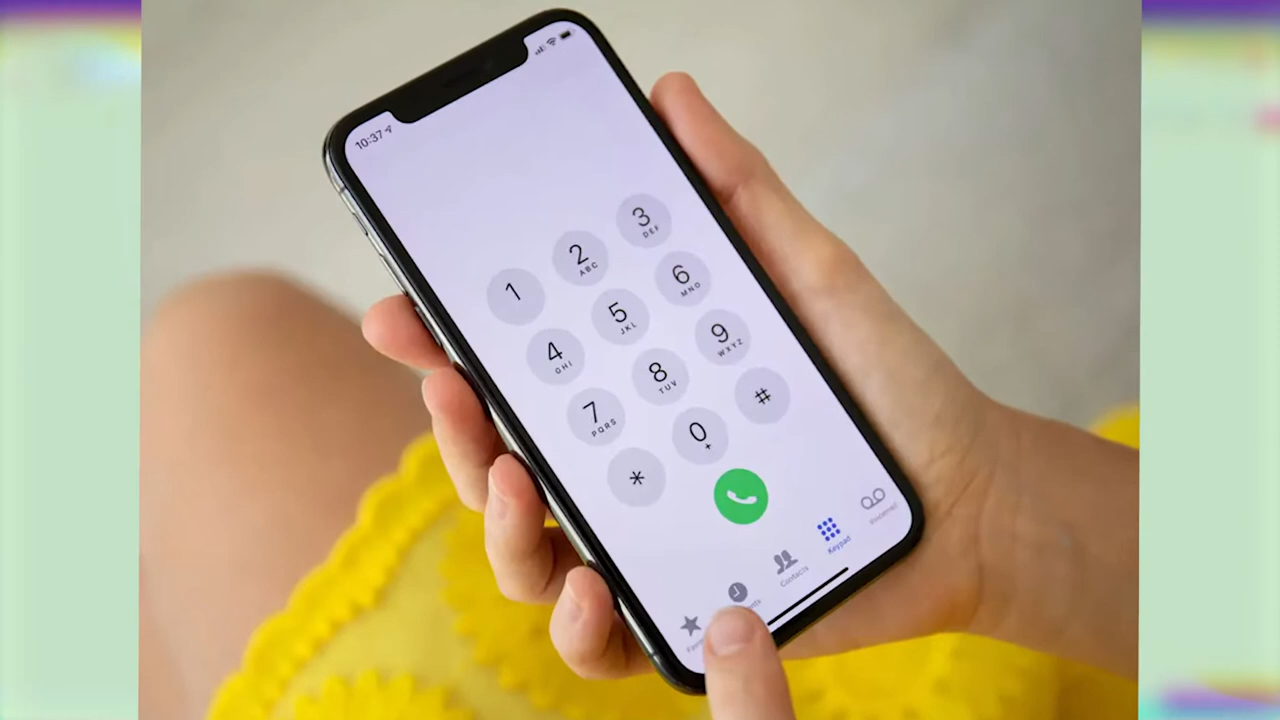 10:37
1
2
ABC
3
DEF
4
GHI
5
JKL
6
MNO
7
PQRS
8
TUV
9
WXYZ
*
0
+
#
Contacts
Keypad
Voicemail